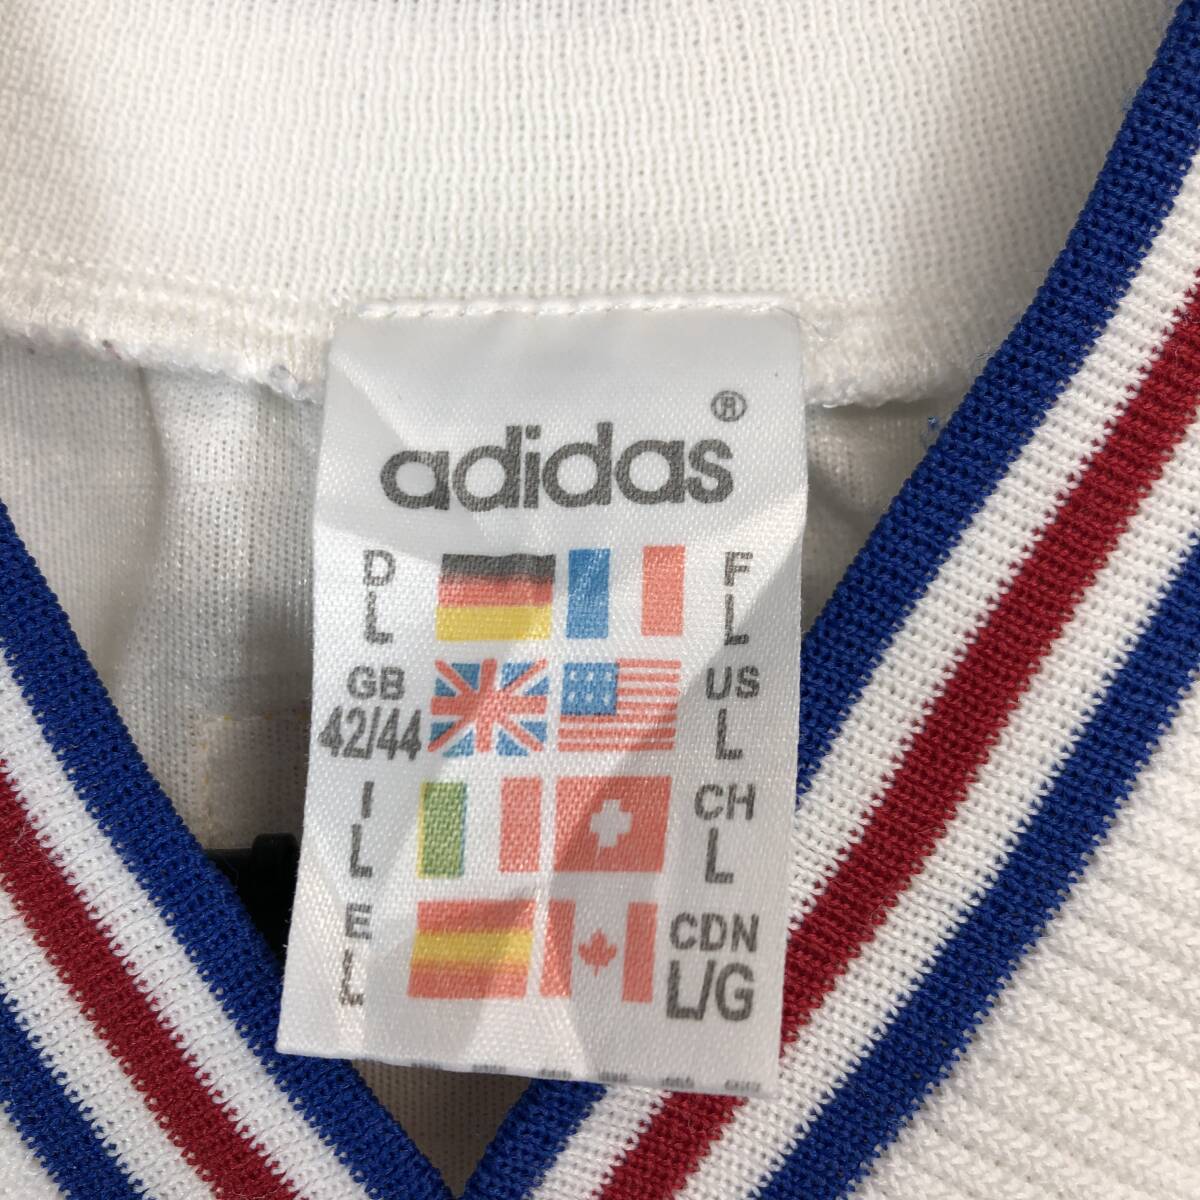 adidas ®
D L F L
GB 42/44 US L
I L CH L
E L CDN L/G